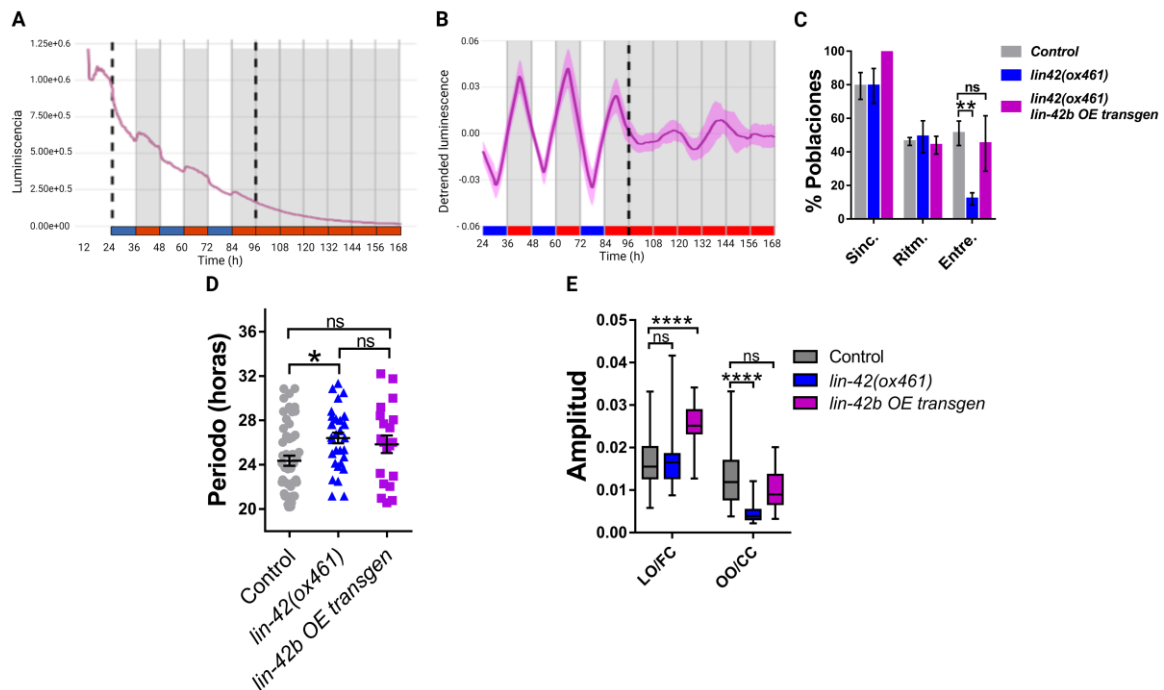 A
Luminiscencia
1.25e+0.6
1.00e+0.6
7.50e+0.5
5.00e+0.5
2.50e+0.5
0.00e+00
12 24 36 48 60 72 84 96 108 120 132 144 156 168
Time (h)
B
Detrended luminescence
0.06
0.03
0.00
-0.03
- 0.06
24 36 48 60 72 84 96 108 120 132 144 156 168
Time (h)
C
% Poblaciones
100
80
60
40
20
0
ns
**
Sinc. Ritm. Entre.
Control
lin42(ox461)
lin42(ox461)
lin-42b OE transgen
D
Periodo (horas)
36
32
28
24
20
ns
* ns
Control lin-42(ox461) lin-42b OE transgen
E
Amplitud
0.05
0.04
0.03
0.02
0.01
0.00
****
ns
ns
****
LO/FC OO/CC
Control
lin-42(ox461)
lin-42b OE transgen